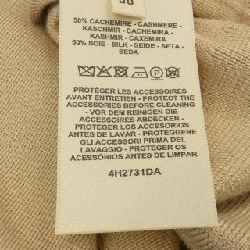 38
50% CACHEMIRE - CASHMERE -
KASCHMIR - CACHEMIRA -
KASHMIR - CAXEMIRA
50% SOIE - SILK - SEIDE - SETA -
SEDA
PROTÉGER LES ACCESSOIRES
AVANT ENTRETIEN - PROTECT THE
ACCESSORIES BEFORE CLEANING
- VOR DEM REINIGEN DIE
ACCESSOIRES ABDECKEN -
PROTEGER LOS ACCESORIOS
ANTES DE LAVAR - PROTEGGERE
GLI ACCESSORI PRIMA DEL
LAVAGGIO - PROTEGER OS
ACESSÓRIOS ANTES DE LIMPAR.
4H2731DA